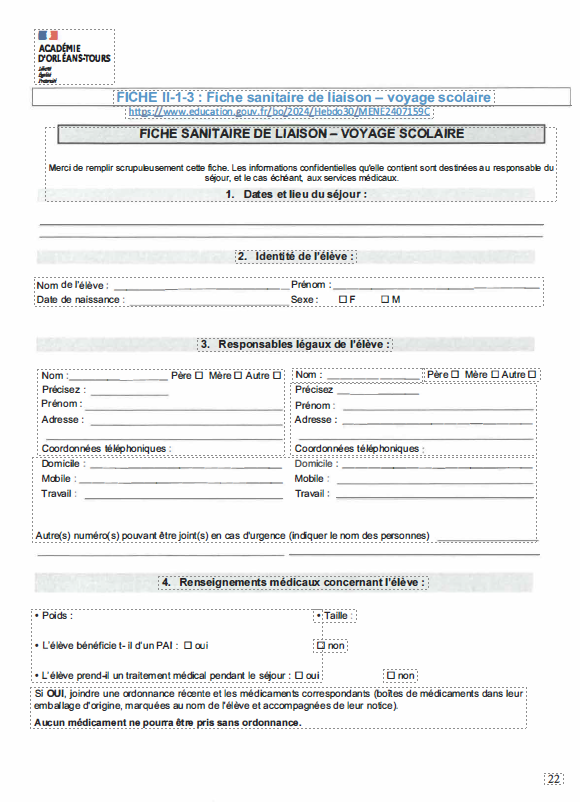 ACADÉMIE
D'ORLÉANS-TOURS
Liberté
Égalité
Fraternité
FICHE II-1-3 : Fiche sanitaire de liaison – voyage scolaire
https://www.education.gouv.fr/bo/2024/Hebdo30/MENE2407159C
FICHE SANITAIRE DE LIAISON – VOYAGE SCOLAIRE
Merci de remplir scrupuleusement cette fiche. Les informations confidentielles qu'elle contient sont destinées au responsable du
séjour, et le cas échéant, aux services médicaux.
1. Dates et lieu du séjour :
2. Identité de l'élève :
Nom de l'élève : Prénom :
Date de naissance : Sexe : ☐ F ☐ M
3. Responsables légaux de l'élève :
Nom : Père ☐ Mère ☐ Autre ☐ Nom : Père ☐ Mère ☐ Autre ☐
Précisez : Précisez
Prénom : Prénom :
Adresse : Adresse :
Coordonnées téléphoniques : Coordonnées téléphoniques :
Domicile : Domicile :
Mobile : Mobile :
Travail : Travail :
Autre(s) numéro(s) pouvant être joint(s) en cas d'urgence (indiquer le nom des personnes)
4. Renseignements médicaux concernant l'élève :
• Poids : • Taille :
• L'élève bénéficie t- il d'un PAI : ☐ oui ☐ non
• L'élève prend-il un traitement médical pendant le séjour : ☐ oui ☐ non
Si OUI, joindre une ordonnance récente et les médicaments correspondants (boîtes de médicaments dans leur
emballage d'origine, marquées au nom de l'élève et accompagnées de leur notice).
Aucun médicament ne pourra être pris sans ordonnance.
22